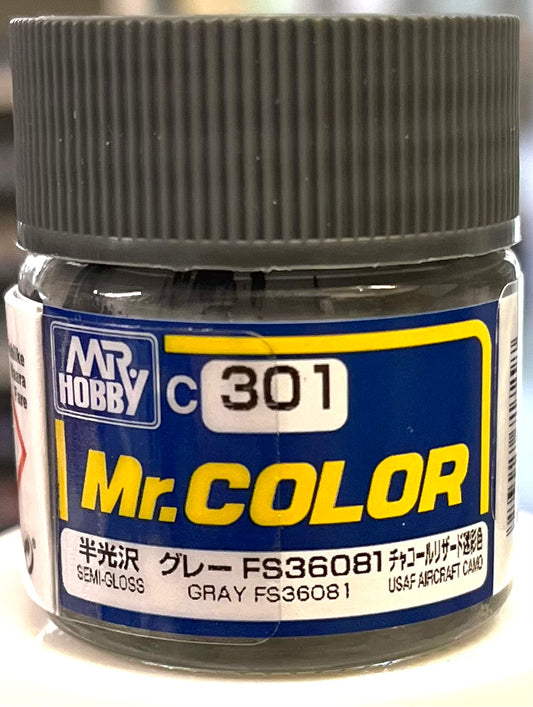 MR.
HOBBY
C 301
Mr.COLOR
半光沢 グレー FS36081 チャコールリザード迷彩色
SEMI-GLOSS GRAY FS36081 USAF AIRCRAFT CAMO